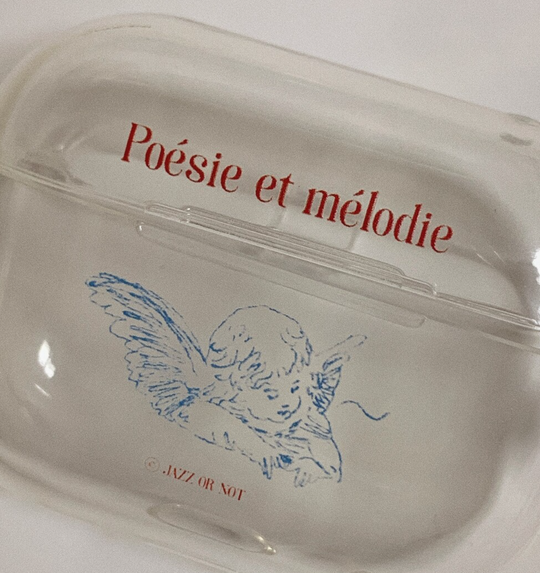 Poésie et mélodie
© JAZZ OR NOT